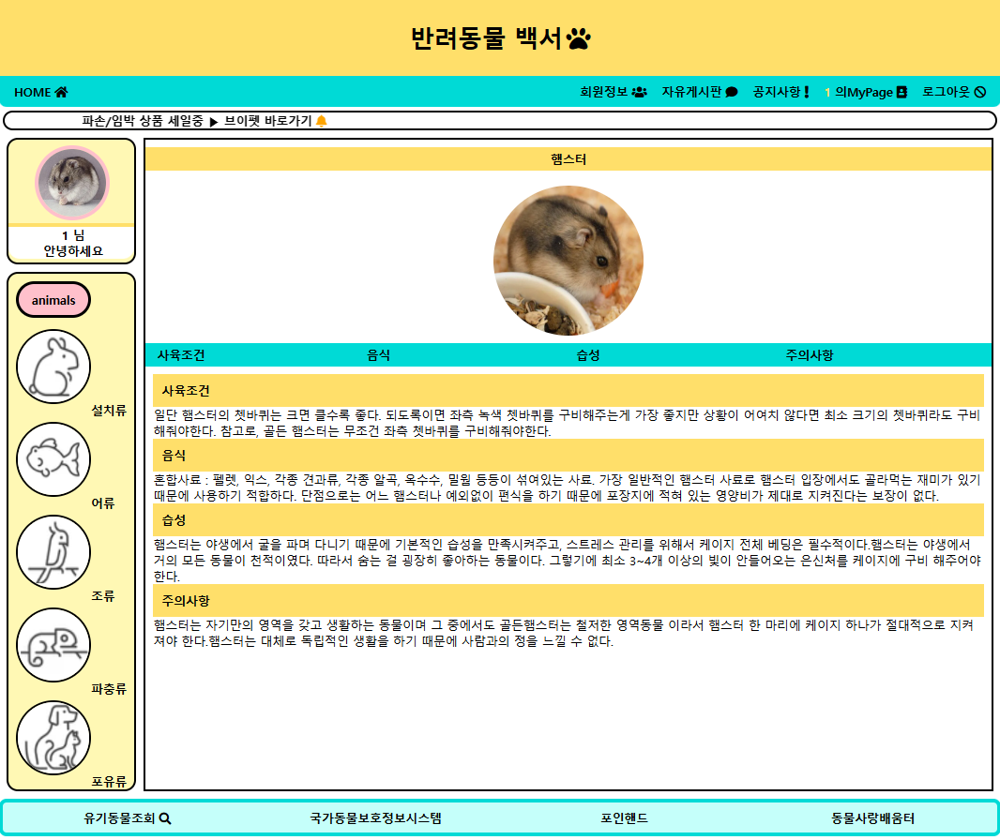 반려동물 백서
HOME 회원정보 자유게시판 공지사항 1 의MyPage 로그아웃
파손/임박 상품 세일중 ▶ 브이펫 바로가기
1 님
안녕하세요
animals
설치류
어류
조류
파충류
포유류
햄스터
사육조건 음식 습성 주의사항
사육조건
일단 햄스터의 쳇바퀴는 크면 클수록 좋다. 되도록이면 좌측 녹색 쳇바퀴를 구비해주는게 가장 좋지만 상황이 여여치 않다면 최소 크기의 쳇바퀴라도 구비
해줘야한다. 참고로, 골든 햄스터는 무조건 좌측 쳇바퀴를 구비해줘야한다.
음식
혼합사료 : 펠렛, 익스, 각종 견과류, 각종 알곡, 옥수수, 밀웜 등등이 섞여있는 사료. 가장 일반적인 햄스터 사료로 햄스터 입장에서도 골라먹는 재미가 있기
때문에 사용하기 적합하다. 단점으로는 어느 햄스터나 예외없이 편식을 하기 때문에 포장지에 적혀 있는 영양비가 제대로 지켜진다는 보장이 없다.
습성
햄스터는 야생에서 굴을 파며 다니기 때문에 기본적인 습성을 만족시켜주고, 스트레스 관리를 위해서 케이지 전체 베딩은 필수적이다.햄스터는 야생에서
거의 모든 동물이 천적이였다. 따라서 숨는 걸 굉장히 좋아하는 동물이다. 그렇기에 최소 3~4개 이상의 빛이 안들어오는 은신처를 케이지에 구비 해주어야
한다.
주의사항
햄스터는 자기만의 영역을 갖고 생활하는 동물이며 그 중에서도 골든햄스터는 철저한 영역동물 이라서 햄스터 한 마리에 케이지 하나가 절대적으로 지켜
져야 한다.햄스터는 대체로 독립적인 생활을 하기 때문에 사람과의 정을 느낄 수 없다.
유기동물조회 국가동물보호정보시스템 포인핸드 동물사랑배움터